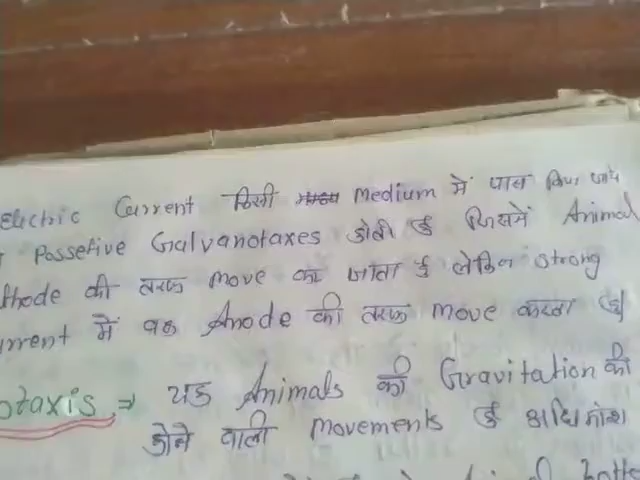 Electric Current किसी Medium में पास किया जाये
Possetive Galvanotaxes होती है जिसमें Animal
thode की तरफ move कर जाता है लेकिन strong
urrent में वह Anode की तरफ move करता है।
otaxis ⇒ यह Animals की Gravitation की
होने वाली movements है अधिकांश